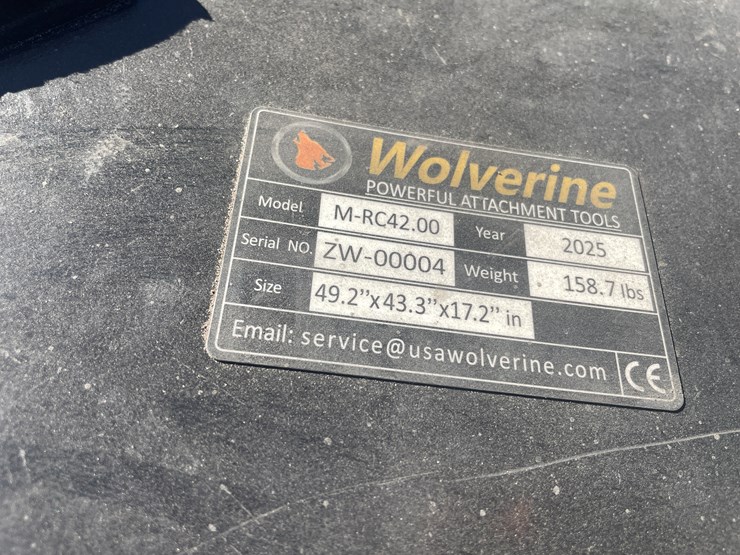 Wolverine
POWERFUL ATTACHMENT TOOLS
Model M-RC42.00 Year 2025
Serial NO. ZW-00004 Weight 158.7 lbs
Size 49.2’’x43.3’’x17.2’’ in
Email: service@usawolverine.com CE